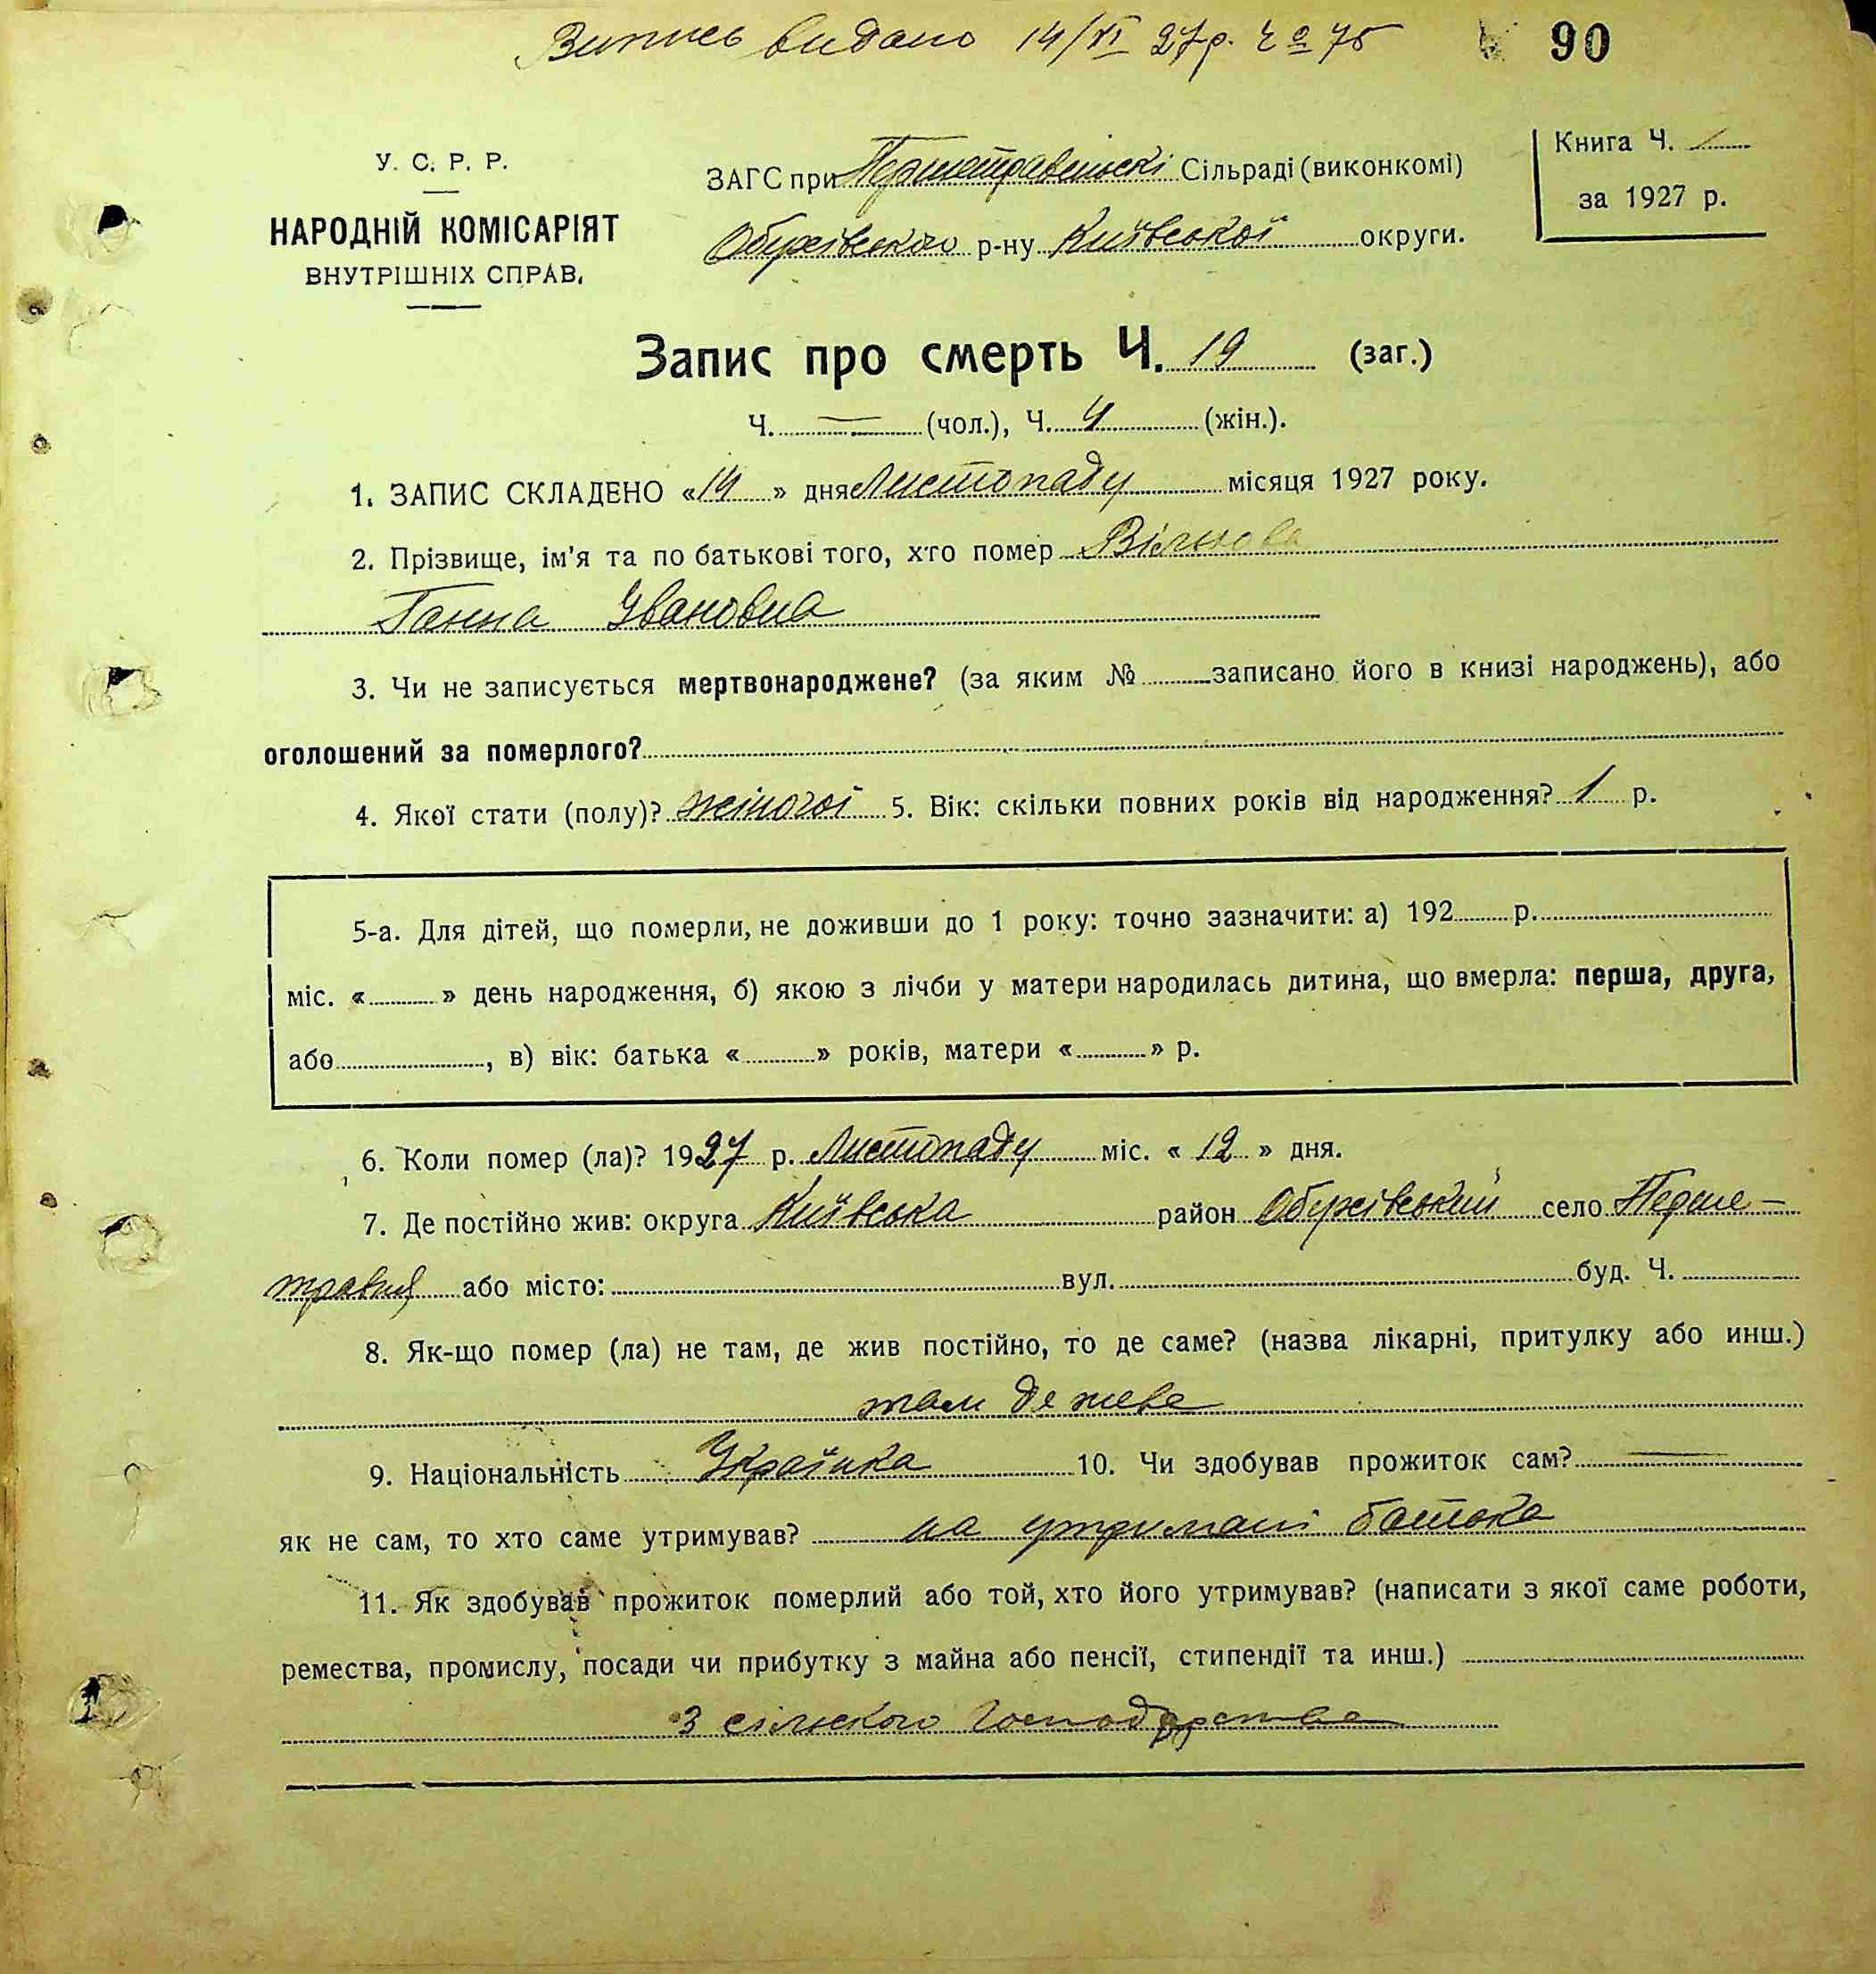 Випись видано 14/XI 27р. Ч 75
90
У. С. Р. Р.
НАРОДНІЙ КОМІСАРІЯТ
ВНУТРІШНІХ СПРАВ.
ЗАГС при Першотравенські Сільраді (виконкомі)
Обухівського р-ну Київської округи.
Книга Ч. 1
за 1927 р.
Запис про смерть Ч. 19 (заг.)
Ч. — (чол.), Ч. 4 (жін.).
1. ЗАПИС СКЛАДЕНО «14» дня Листопаду місяця 1927 року.
2. Прізвище, ім'я та по батькові того, хто помер
Ганна Івановна
3. Чи не записується мертвонароджене? (за яким № записано його в книзі народжень), або
оголошений за померлого?
4. Якої стати (полу)? жіночої 5. Вік: скільки повних років від народження? 1 р.
5-а. Для дітей, що померли, не доживши до 1 року: точно зазначити: а) 192 р.
міс. « » день народження, б) якою з лічби у матери народилась дитина, що вмерла: перша, друга,
або , в) вік: батька « » років, матери « » р.
6. Коли помер (ла)? 1927 р. Листопаду міс. « 12 » дня.
7. Де постійно жив: округа Київська район Обухівський село Перше-
травня або місто: вул. буд. Ч.
8. Як-що помер (ла) не там, де жив постійно, то де саме? (назва лікарні, притулку або инш.)
там де жеве
9. Національність Українка 10. Чи здобував прожиток сам? —
як не сам, то хто саме утримував? на утримані батька
11. Як здобував прожиток померлий або той, хто його утримував? (написати з якої саме роботи,
ремества, промислу, посади чи прибутку з майна або пенсії, стипендії та инш.)
З сільского господарства